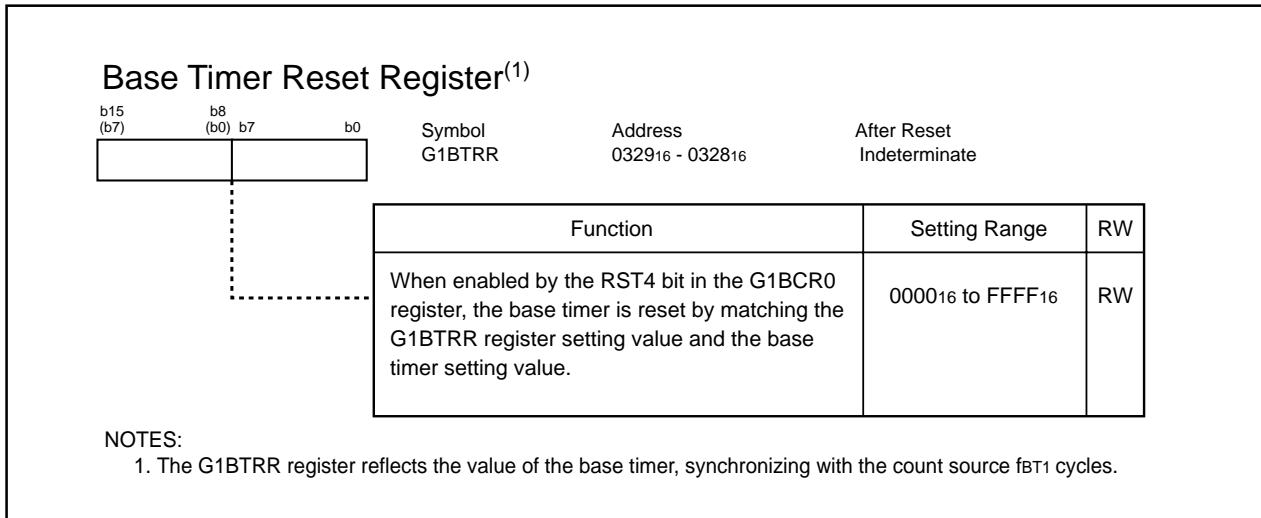 Base Timer Reset Register(1)
b15 b8
(b7) (b0) b7 b0
Symbol Address After Reset
G1BTRR 032916 - 032816 Indeterminate
Function Setting Range RW
When enabled by the RST4 bit in the G1BCR0
register, the base timer is reset by matching the
G1BTRR register setting value and the base
timer setting value.
000016 to FFFF16 RW
NOTES:
1. The G1BTRR register reflects the value of the base timer, synchronizing with the count source fBT1 cycles.